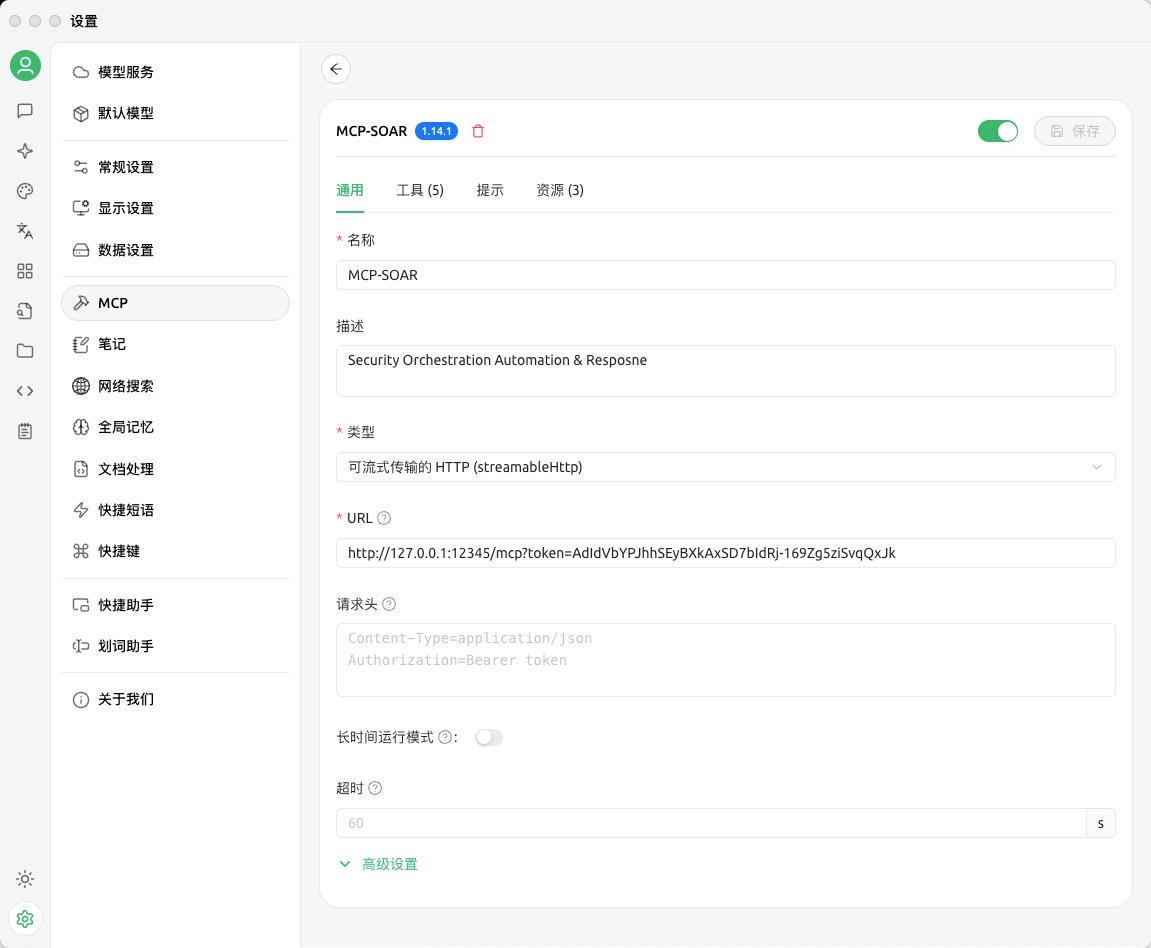 设置
模型服务
默认模型
常规设置
显示设置
数据设置
MCP
笔记
网络搜索
全局记忆
文档处理
快捷短语
快捷键
快捷助手
划词助手
关于我们
MCP-SOAR 1.14.1 保存
通用 工具 (5) 提示 资源 (3)
* 名称
MCP-SOAR
描述
Security Orchestration Automation & Resposne
* 类型
可流式传输的 HTTP (streamableHttp)
* URL
http://127.0.0.1:12345/mcp?token=AdIdVbYPJhhSEyBXkAxSD7bIdRj-169Zg5ziSvqQxJk
请求头
Content-Type=application/json
Authorization=Bearer token
长时间运行模式 :
超时
60 s
高级设置